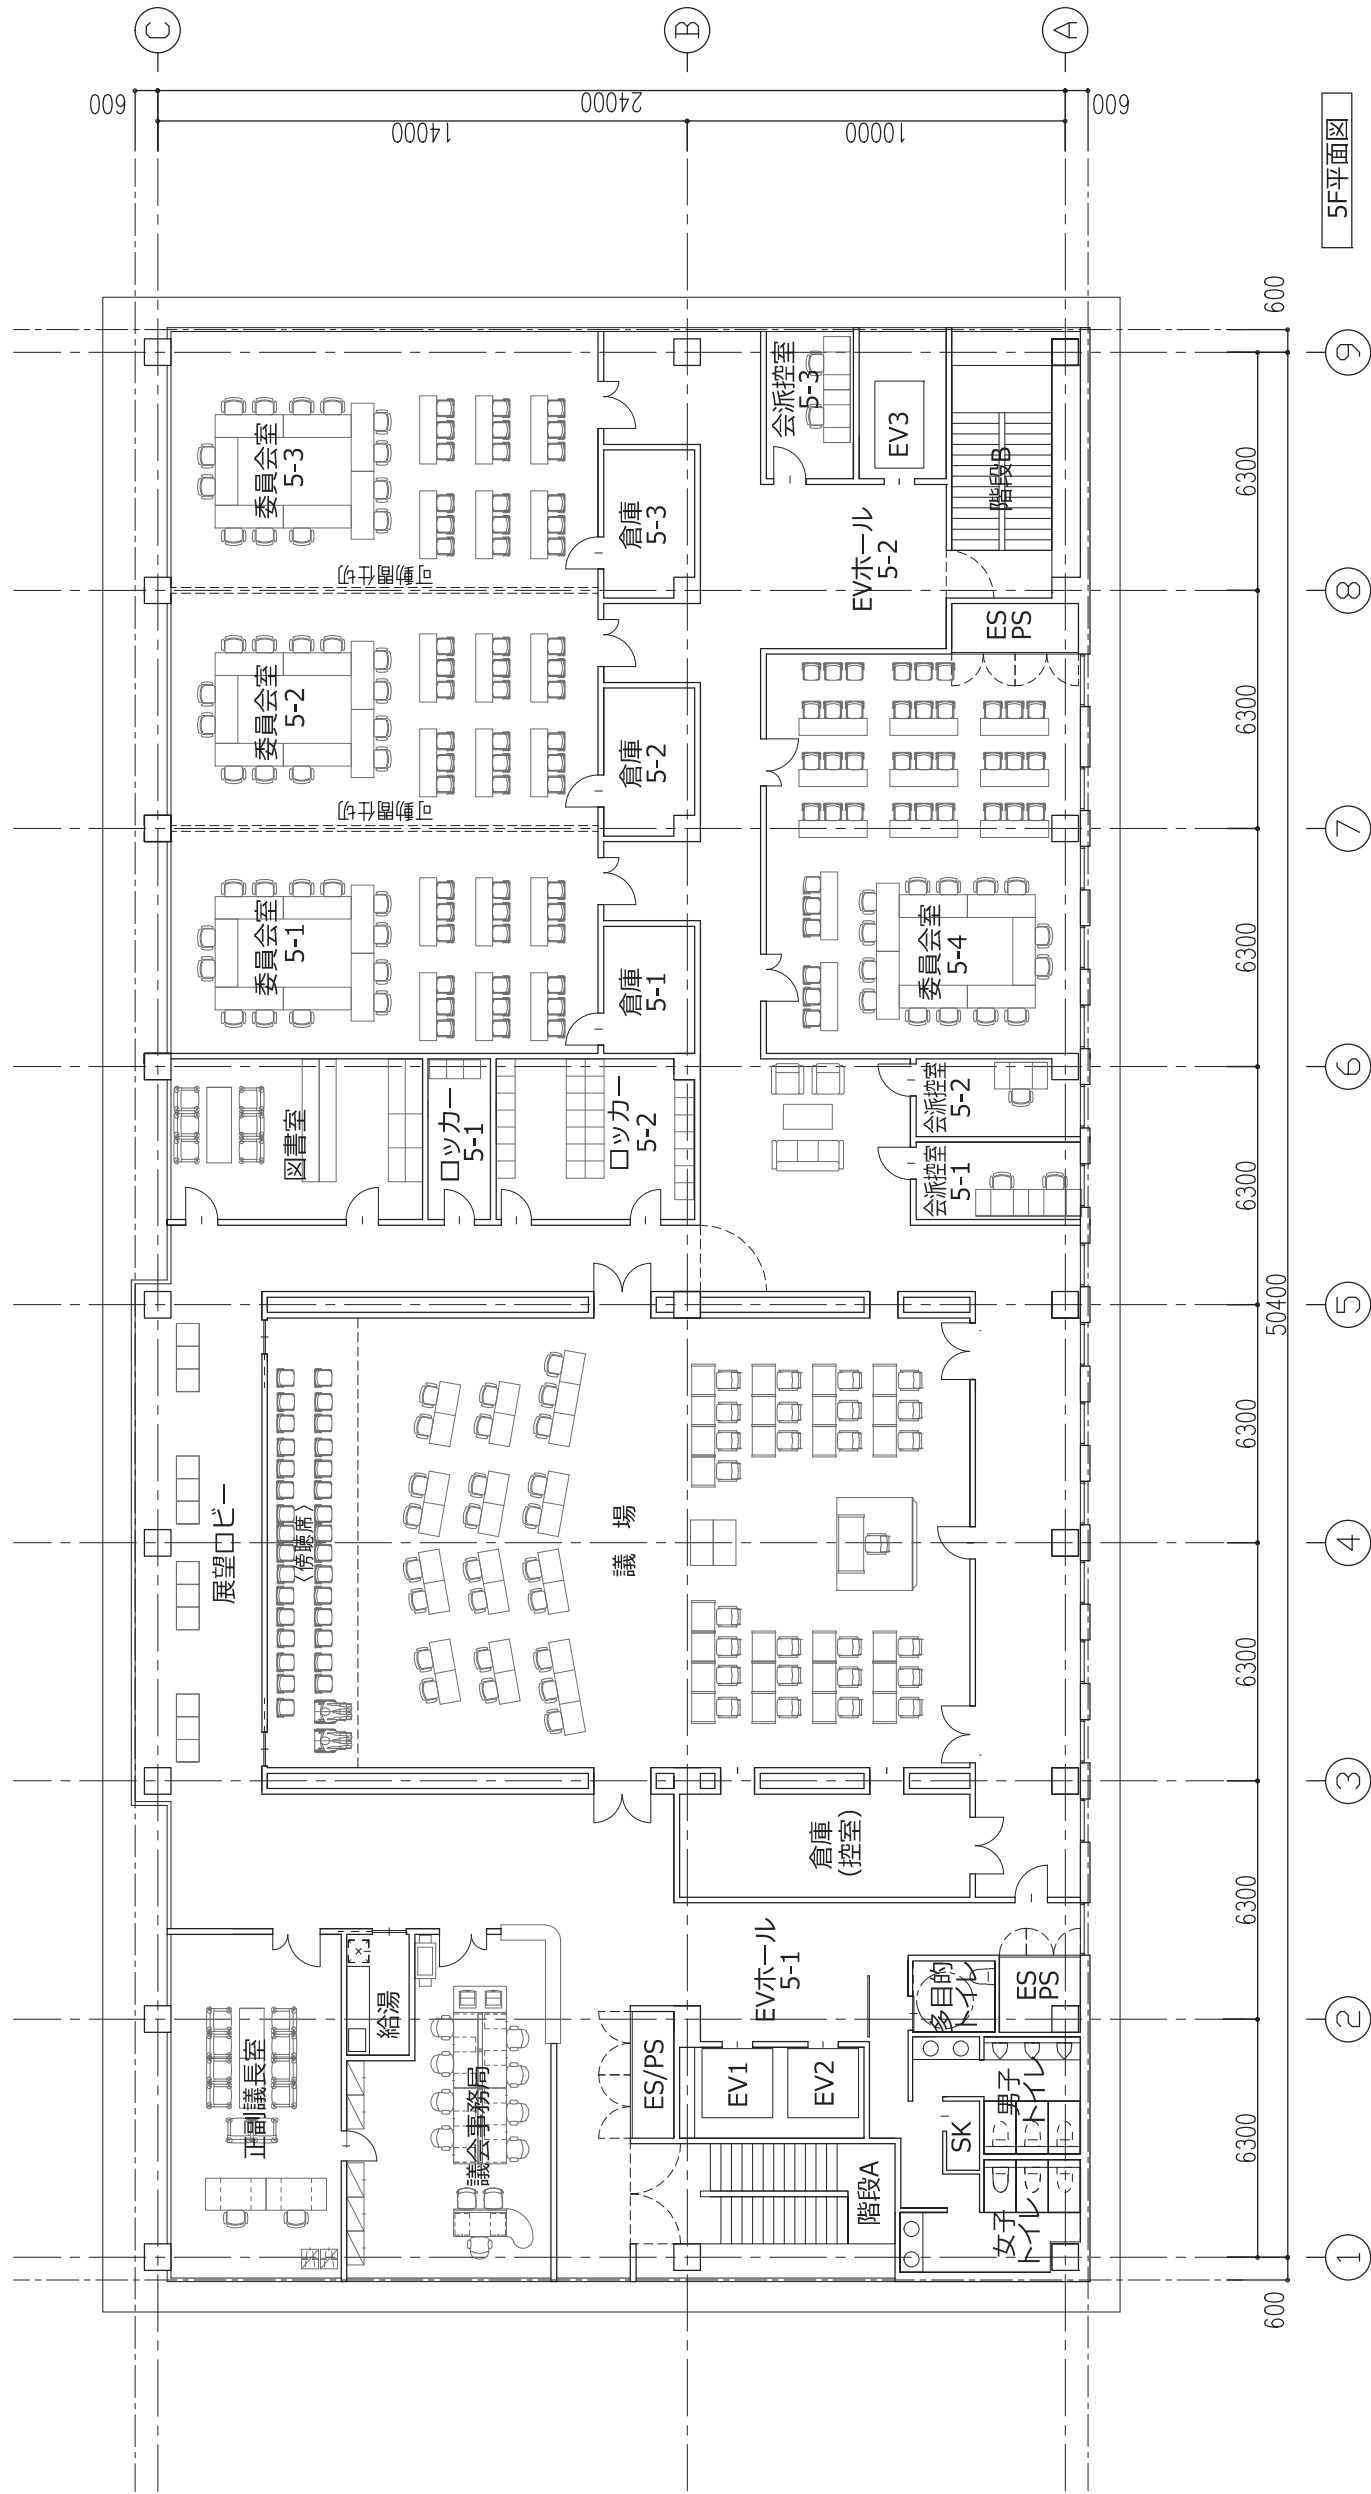 5F平面図
C
B
A
600
24000
14000
10000
600
委員会室
5-3
委員会室
5-2
委員会室
5-1
可動間仕切
可動間仕切
倉庫
5-3
倉庫
5-2
倉庫
5-1
会派控室
5-3
EV3
階段B
EVホール
5-2
ES
PS
委員会室
5-4
会派控室
5-2
会派控室
5-1
図書室
ロッカー
5-1
ロッカー
5-2
展望ロビー
〈傍聴席〉
議場
倉庫
(控室)
正副議長室
給湯
議会事務局
ES/PS
EVホール
5-1
EV1
EV2
階段A
多目的
トイレ
ES
PS
SK
男子
トイレ
女子
トイレ
600
6300
6300
6300
6300
6300
6300
6300
6300
50400
600
1
2
3
4
5
6
7
8
9